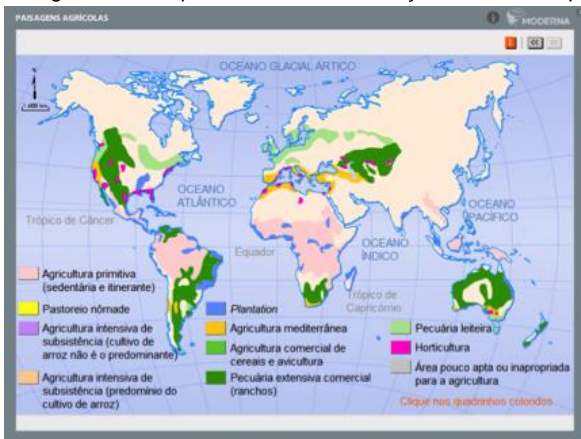 PAISAGENS AGRÍCOLAS
MODERNA
OCEANO GLACIAL ÁRTICO
OCEANO
ATLÂNTICO
OCEANO
PACÍFICO
Trópico de Câncer
Equador
OCEANO
ÍNDICO
Trópico de
Capricórnio
Agricultura primitiva
(sedentária e itinerante)
Pastoreio nômade
Agricultura intensiva de
subsistência (cultivo de
arroz não é o predominante)
Agricultura intensiva de
subsistência (predomínio do
cultivo de arroz)
Plantation
Agricultura mediterrânea
Agricultura comercial de
cereais e avicultura
Pecuária extensiva comercial
(ranchos)
Pecuária leiteira
Horticultura
Área pouco apta ou inapropriada
para a agricultura
Clique nos quadrinhos coloridos